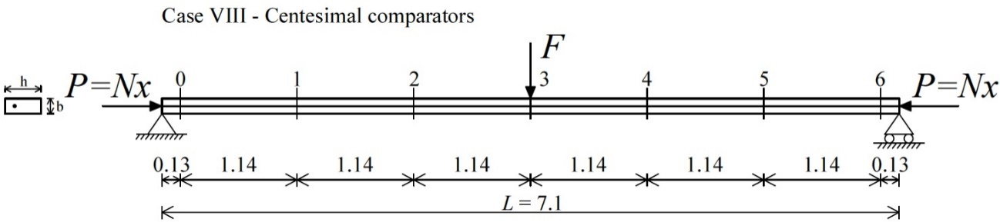 Case VIII - Centesimal comparators
F
h
P=Nx 0 1 2 3 4 5 6 P=Nx
b
0.13 1.14 1.14 1.14 1.14 1.14 1.14 0.13
L = 7.1